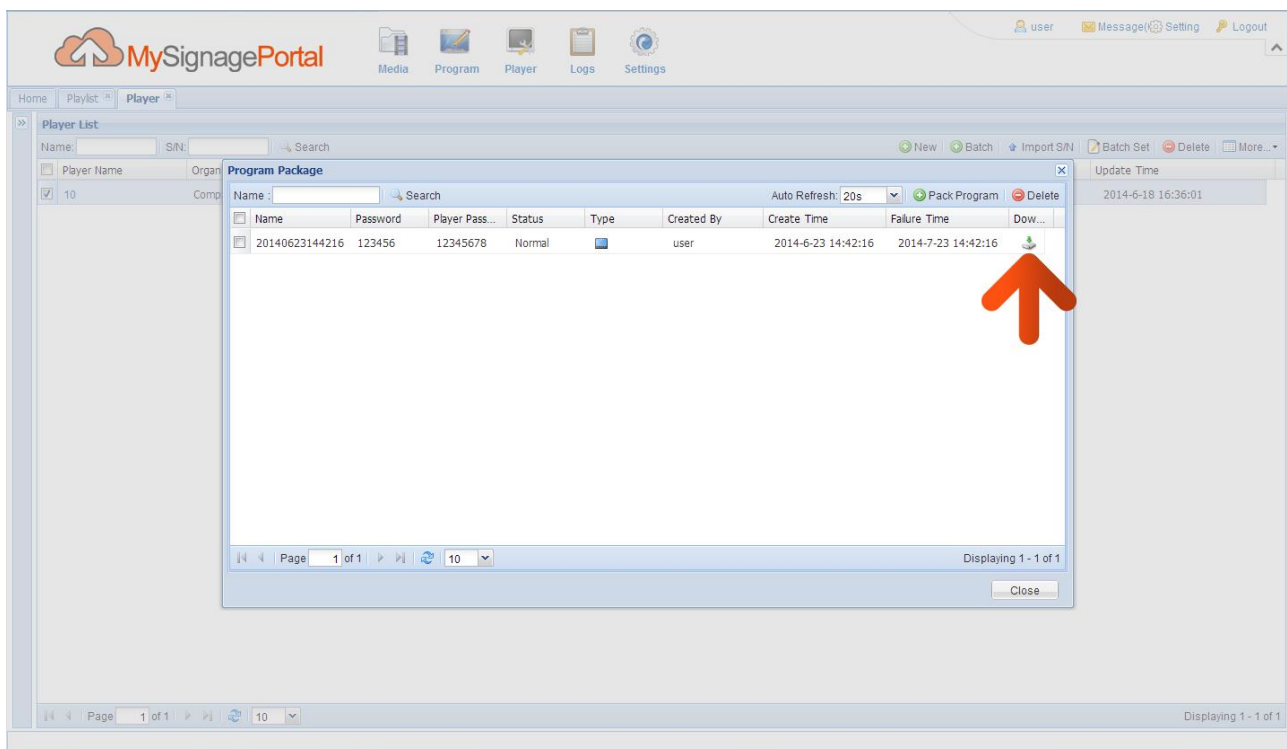 user Message( Setting Logout
MySignagePortal
Media Program Player Logs Settings
Home Playlist Player
Player List
Name: S/N: Search New Batch Import S/N Batch Set Delete More...
Player Name Organ Update Time
10 Comp 2014-6-18 16:36:01
Program Package
Name : Search Auto Refresh: 20s Pack Program Delete
Name Password Player Pass... Status Type Created By Create Time Failure Time Dow...
20140623144216 123456 12345678 Normal user 2014-6-23 14:42:16 2014-7-23 14:42:16
Page 1 of 1 10 Displaying 1 - 1 of 1
Close
Page 1 of 1 10 Displaying 1 - 1 of 1